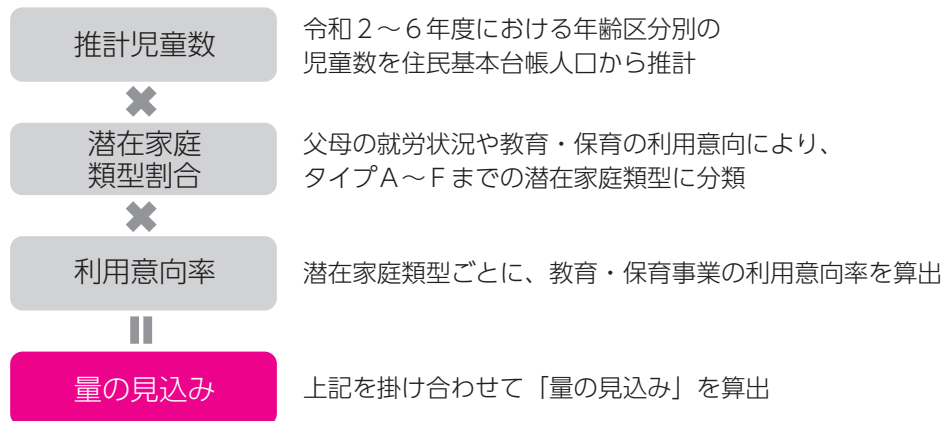 推計児童数
令和２～６年度における年齢区分別の
児童数を住民基本台帳人口から推計
✖
潜在家庭
類型割合
父母の就労状況や教育・保育の利用意向により、
タイプＡ～Ｆまでの潜在家庭類型に分類
✖
利用意向率
潜在家庭類型ごとに、教育・保育事業の利用意向率を算出
＝
量の見込み
上記を掛け合わせて「量の見込み」を算出